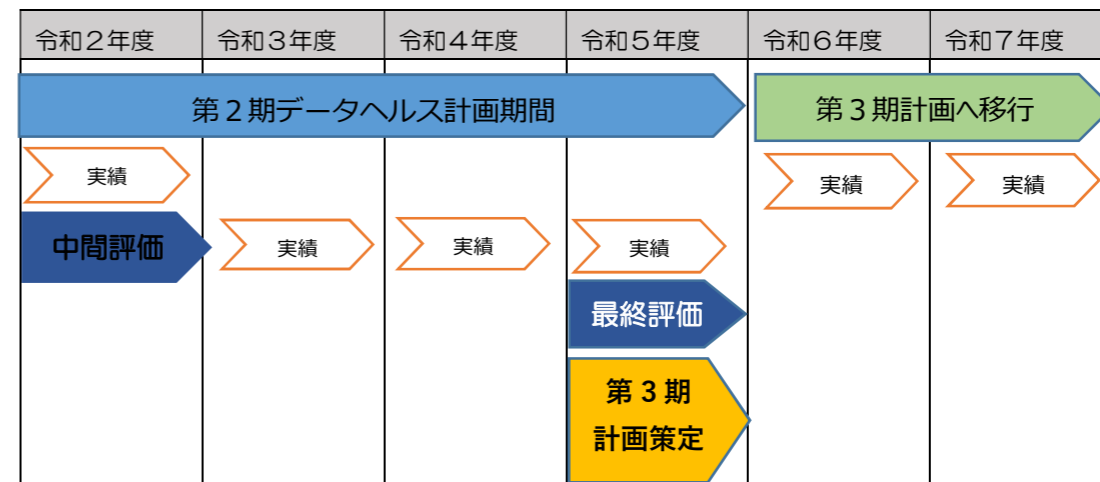 令和２年度
令和３年度
令和４年度
令和５年度
令和６年度
令和７年度
第２期データヘルス計画期間
第３期計画へ移行
実績
実績
実績
中間評価
実績
実績
実績
最終評価
第３期
計画策定